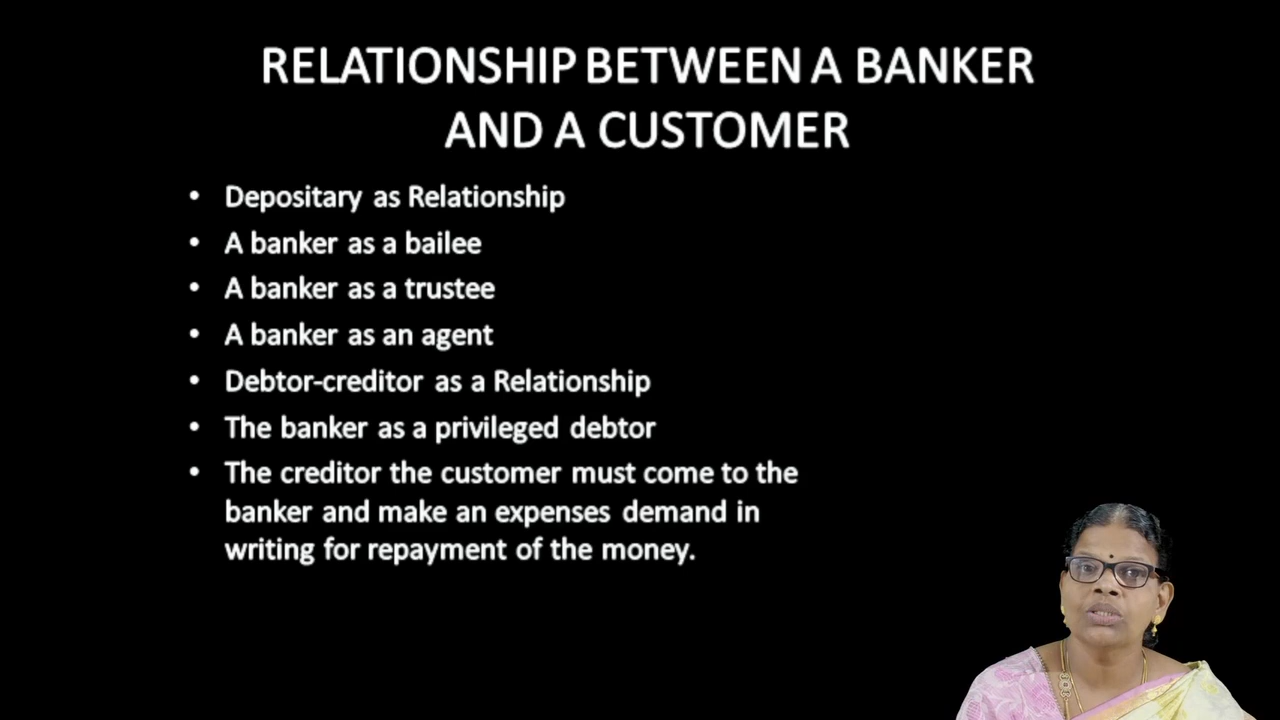 RELATIONSHIP BETWEEN A BANKER
AND A CUSTOMER
• Depositary as Relationship
• A banker as a bailee
• A banker as a trustee
• A banker as an agent
• Debtor-creditor as a Relationship
• The banker as a privileged debtor
• The creditor the customer must come to the
banker and make an expenses demand in
writing for repayment of the money.